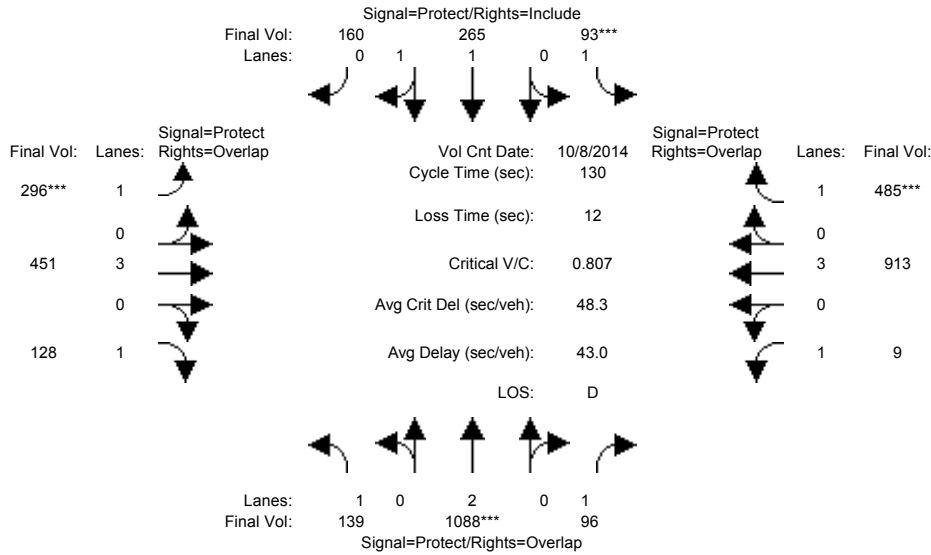 Signal=Protect/Rights=Include
Final Vol: 160 265 93***
Lanes: 0 1 1 0 1
Signal=Protect Signal=Protect
Final Vol: Lanes: Rights=Overlap Vol Cnt Date: 10/8/2014 Rights=Overlap Lanes: Final Vol:
Cycle Time (sec): 130
296*** 1 1 485***
Loss Time (sec): 12
0 0
451 3 Critical V/C: 0.807 3 913
0 Avg Crit Del (sec/veh): 48.3 0
128 1 Avg Delay (sec/veh): 43.0 1 9
LOS: D
Lanes: 1 0 2 0 1
Final Vol: 139 1088*** 96
Signal=Protect/Rights=Overlap